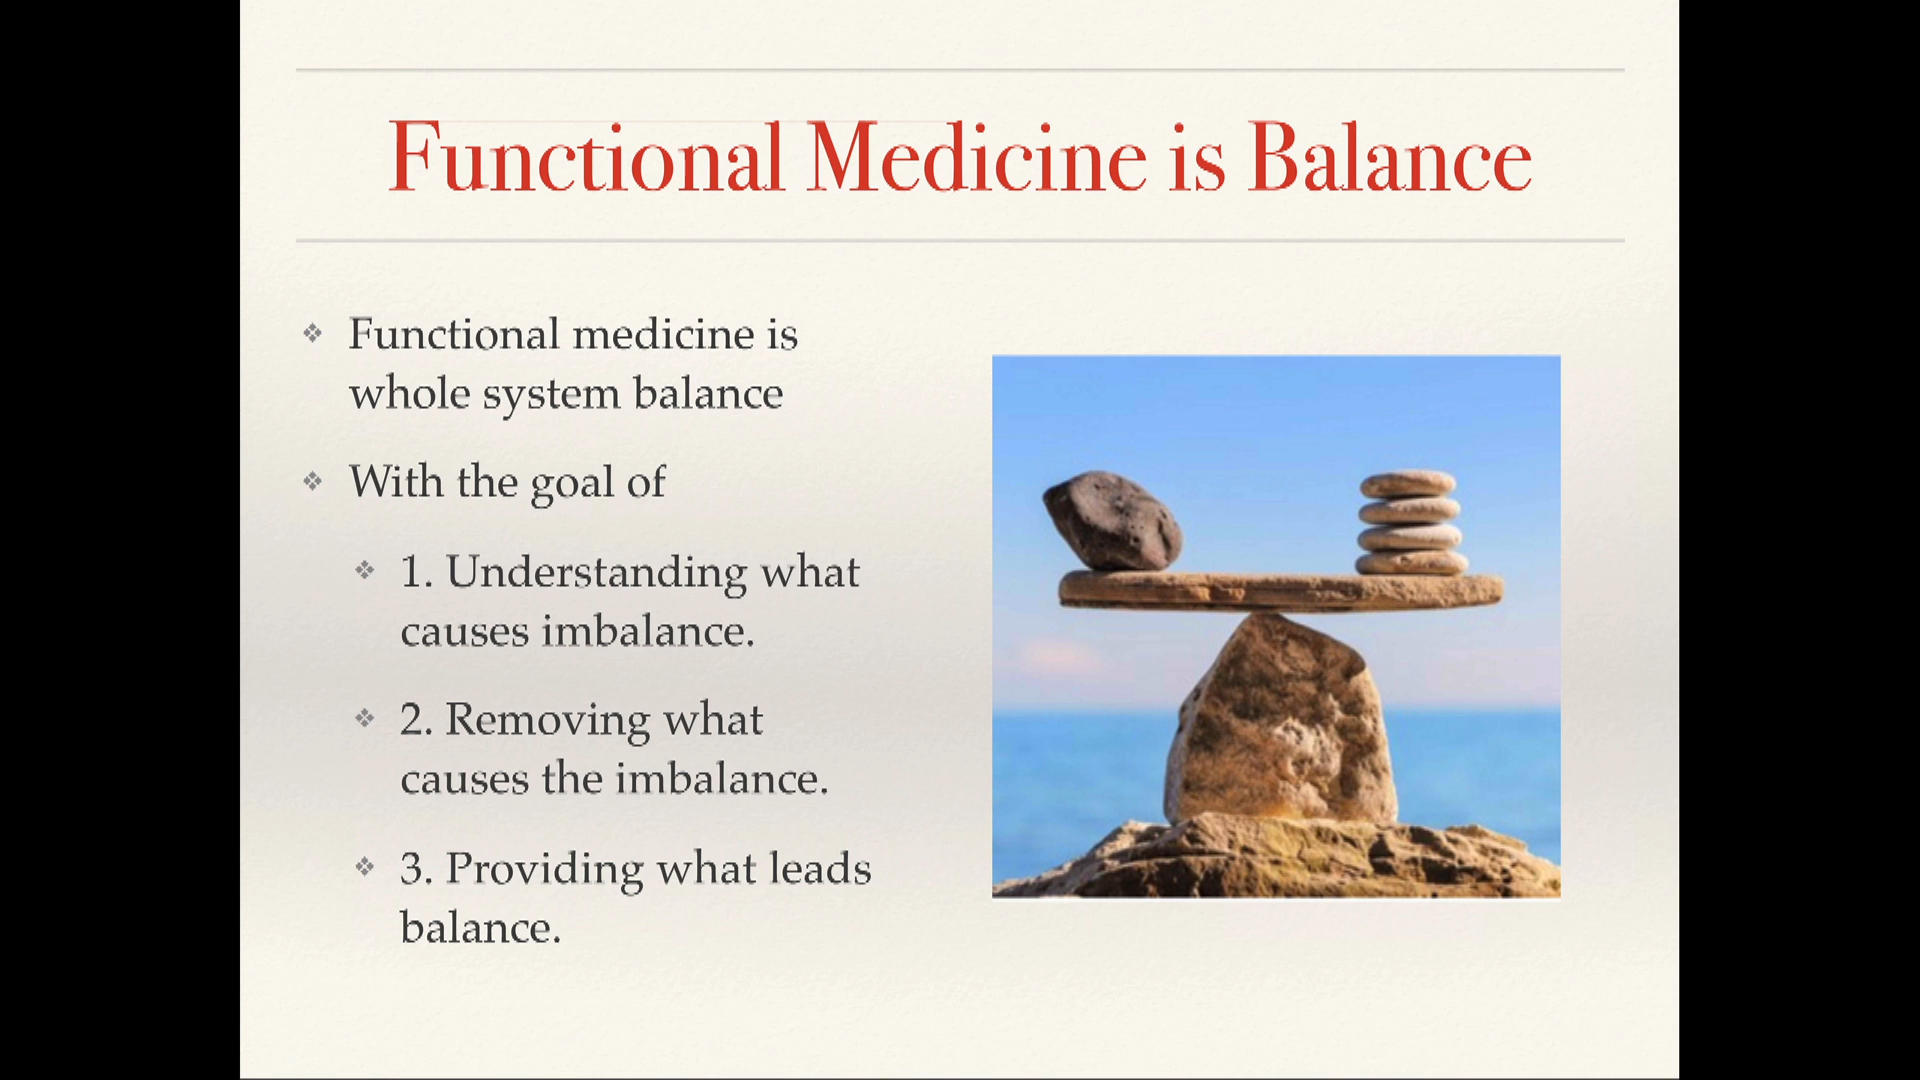 Functional Medicine is Balance
Functional medicine is
whole system balance
With the goal of
1. Understanding what
causes imbalance.
2. Removing what
causes the imbalance.
3. Providing what leads
balance.